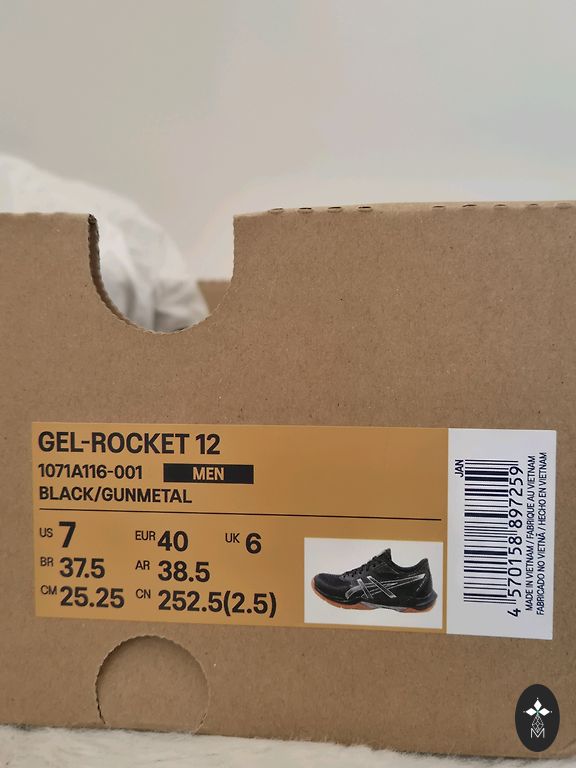 GEL-ROCKET 12
1071A116-001 MEN
BLACK/GUNMETAL
US 7 EUR 40 UK 6
BR 37.5 AR 38.5
CM 25.25 CN 252.5(2.5)
JAN
4 570158 897259
MADE IN VIETNAM / FABRIQUE AU VIETNAM
FABRICADO NO VIETNÃ / HECHO EN VIETNAM
M